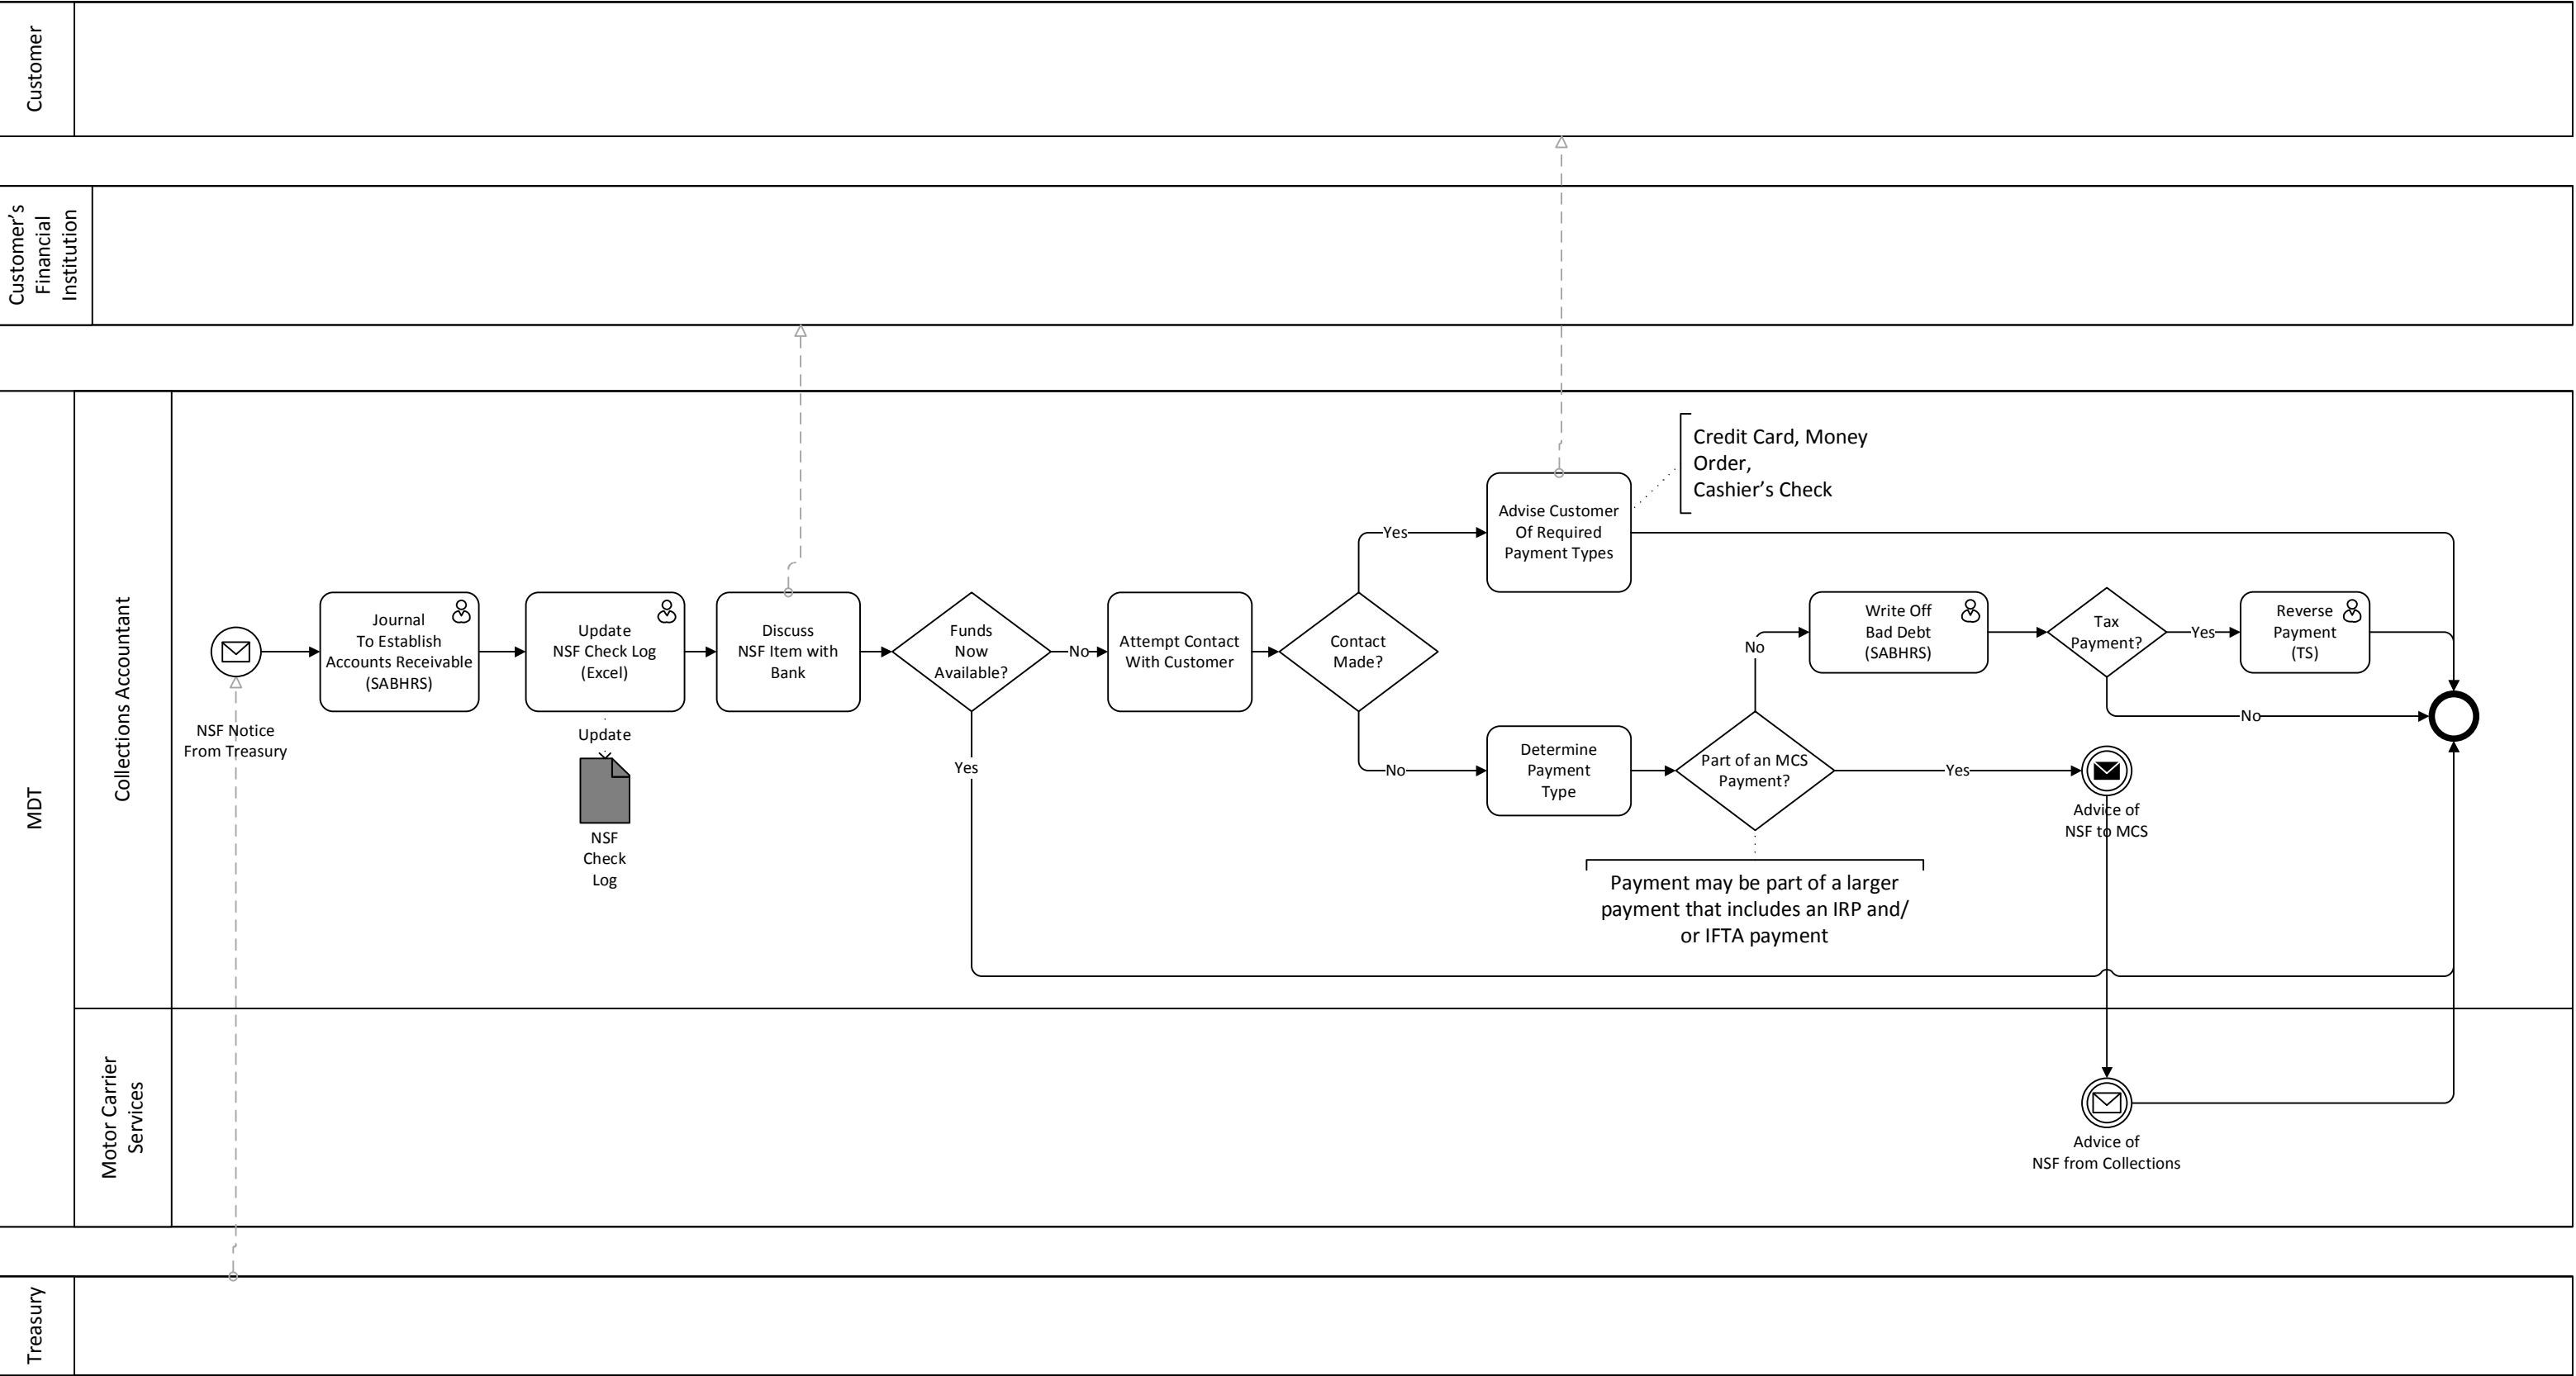 Customer
Customer's
Financial
Institution
MDT
Collections Accountant
Motor Carrier
Services
Treasury
NSF Notice
From Treasury
Journal
To Establish
Accounts Receivable
(SABHRS)
Update
NSF Check Log
(Excel)
Update
NSF
Check
Log
Discuss
NSF Item with
Bank
Funds
Now
Available?
No
Yes
Attempt Contact
With Customer
Contact
Made?
Yes
No
Advise Customer
Of Required
Payment Types
Credit Card, Money
Order,
Cashier's Check
Determine
Payment
Type
Part of an MCS
Payment?
No
Yes
Payment may be part of a larger
payment that includes an IRP and/
or IFTA payment
Write Off
Bad Debt
(SABHRS)
Tax
Payment?
Yes
No
Reverse
Payment
(TS)
Advice of
NSF to MCS
Advice of
NSF from Collections